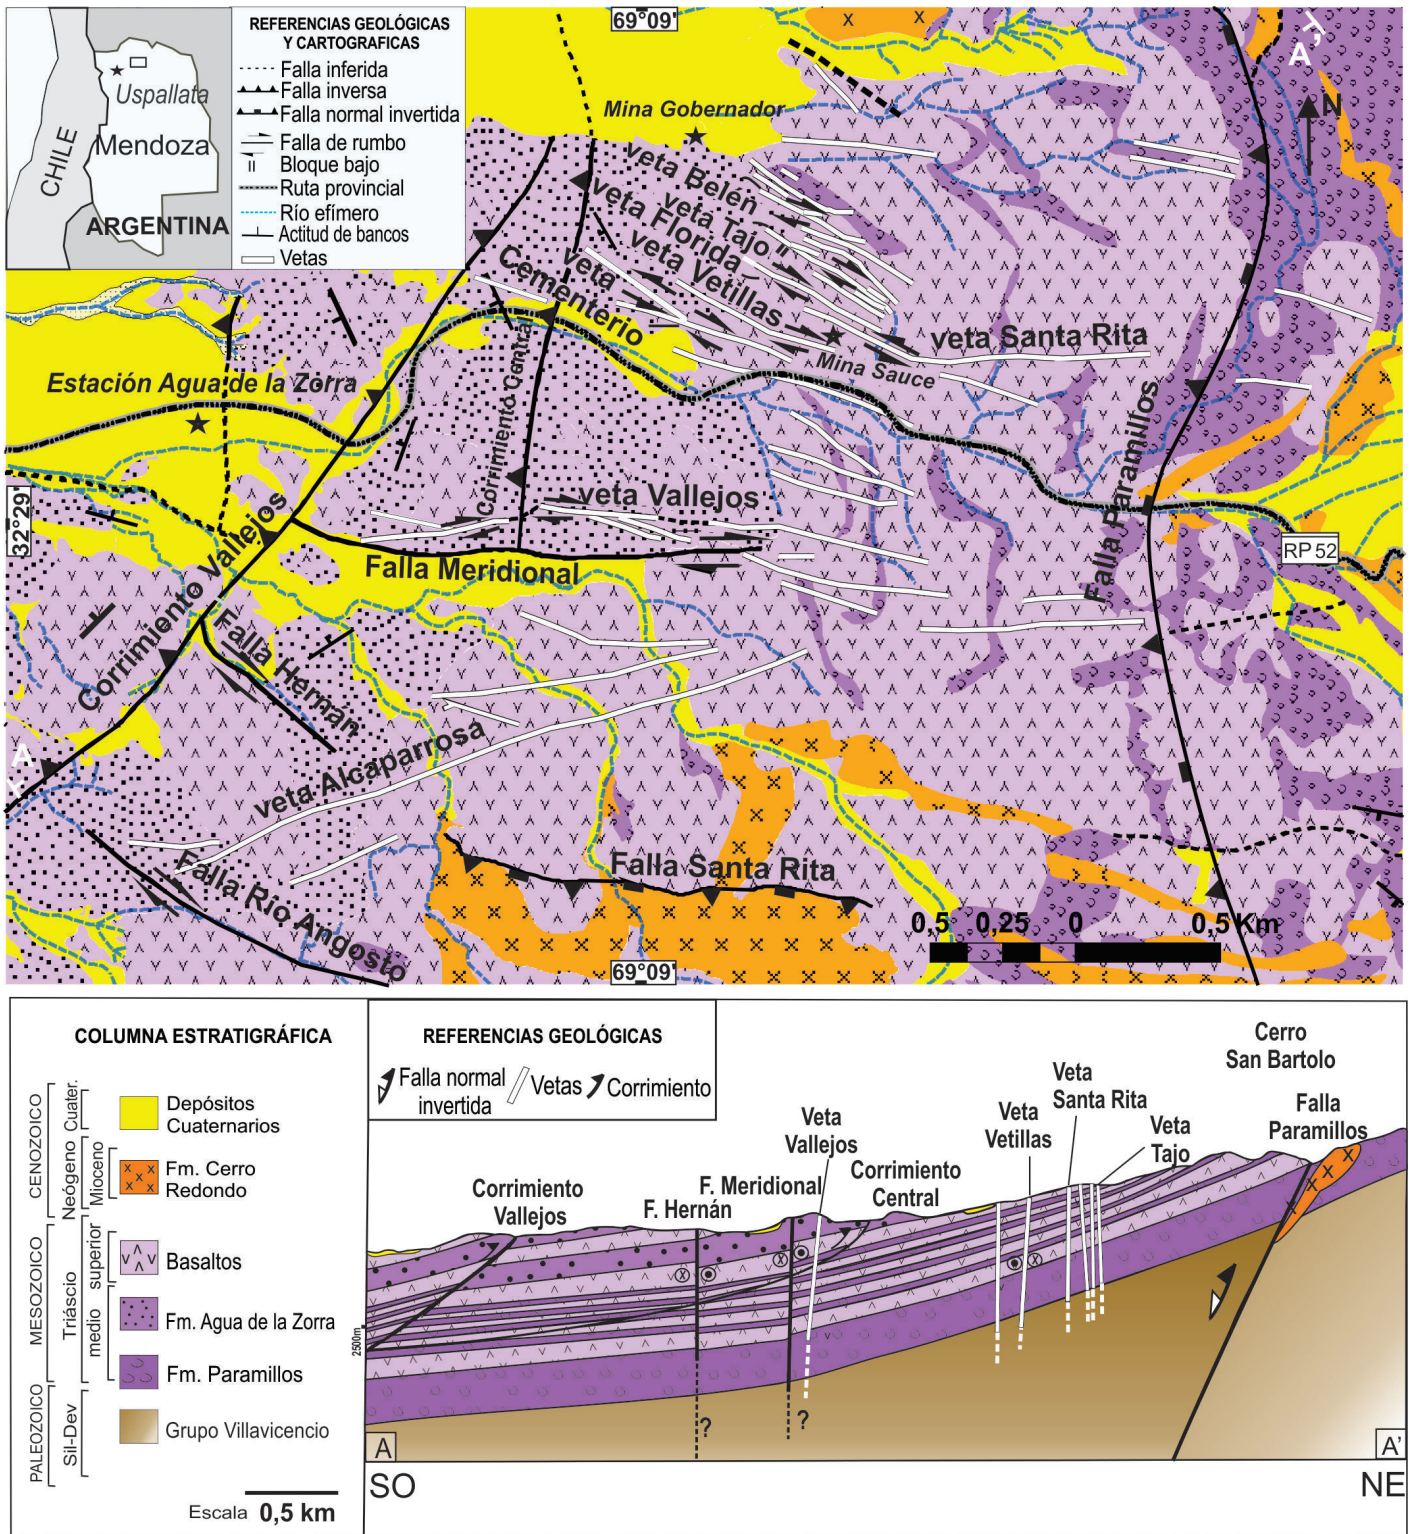 69°09'
REFERENCIAS GEOLÓGICAS
Y CARTOGRAFICAS
Falla inferida
Falla inversa
Falla normal invertida
Falla de rumbo
Bloque bajo
Ruta provincial
Río efímero
Actitud de bancos
Vetas
Uspallata
Mendoza
CHILE
ARGENTINA
A'
N
Mina Gobernador
veta Belén
veta Tajo
veta Florida
veta Vetillas
veta
Cementerio
veta Santa Rita
Mina Sauce
Estación Agua de la Zorra
Corrimiento Central
Falla Paramillos
veta Vallejos
32°29'
RP 52
Falla Meridional
Corrimiento Vallejos
Falla Hernán
A
veta Alcaparrosa
Falla Santa Rita
Falla Río Angosto
0,5 0,25 0 0,5 Km
69°09'
COLUMNA ESTRATIGRÁFICA
CENOZOICO
Cuater.
Depósitos
Cuaternarios
Neógeno
Mioceno
Fm. Cerro
Redondo
MESOZOICO
Triáscio
superior
medio
Basaltos
Fm. Agua de la Zorra
Fm. Paramillos
PALEOZOICO
Sil-Dev
Grupo Villavicencio
Escala 0,5 km
REFERENCIAS GEOLÓGICAS
Falla normal
invertida
Vetas
Corrimiento
Cerro
San Bartolo
Corrimiento
Vallejos
F. Hernán
F. Meridional
Veta
Vallejos
Corrimiento
Central
Veta
Vetillas
Veta
Santa Rita
Veta
Tajo
Falla
Paramillos
2500m
?
?
A
A'
SO
NE